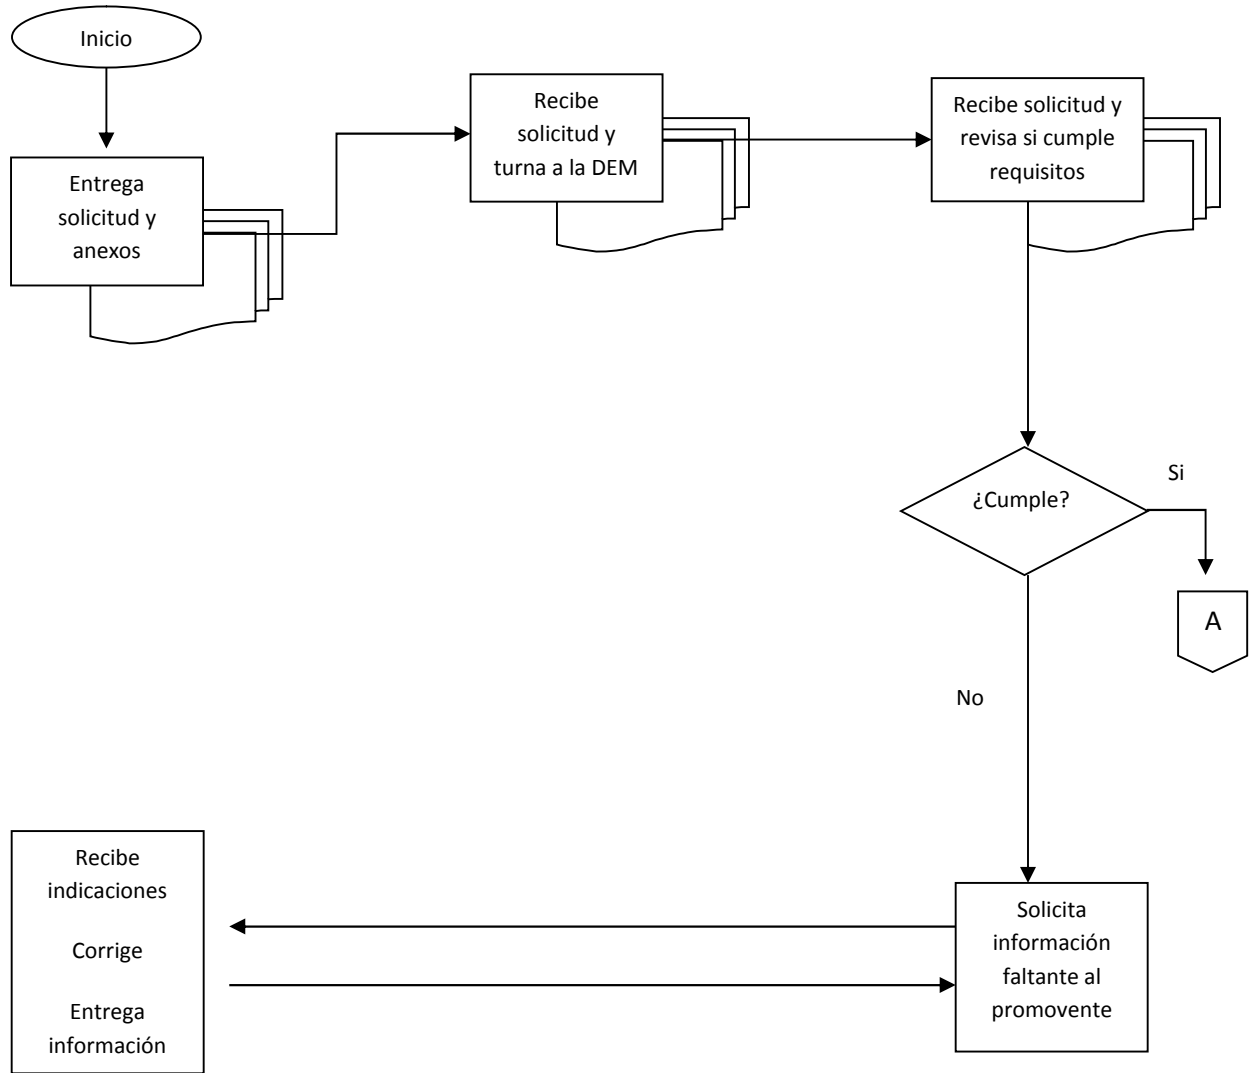 Inicio
Entrega
solicitud y
anexos
Recibe
solicitud y
turna a la DEM
Recibe solicitud y
revisa si cumple
requisitos
¿Cumple?
Si
A
No
Solicita
información
faltante al
promovente
Recibe
indicaciones
Corrige
Entrega
información